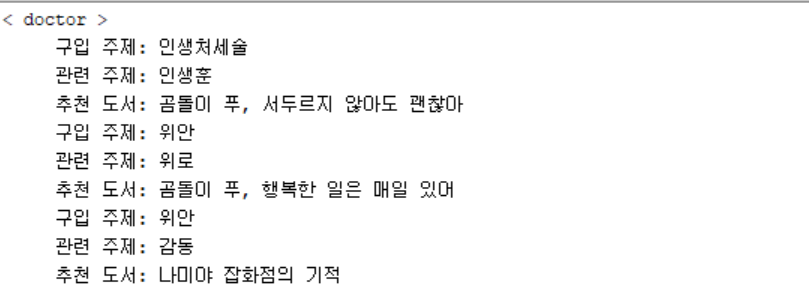 < doctor >
구입 주제: 인생처세술
관련 주제: 인생훈
추천 도서: 곰돌이 푸, 서두르지 않아도 괜찮아
구입 주제: 위안
관련 주제: 위로
추천 도서: 곰돌이 푸, 행복한 일은 매일 있어
구입 주제: 위안
관련 주제: 감동
추천 도서: 나미야 잡화점의 기적